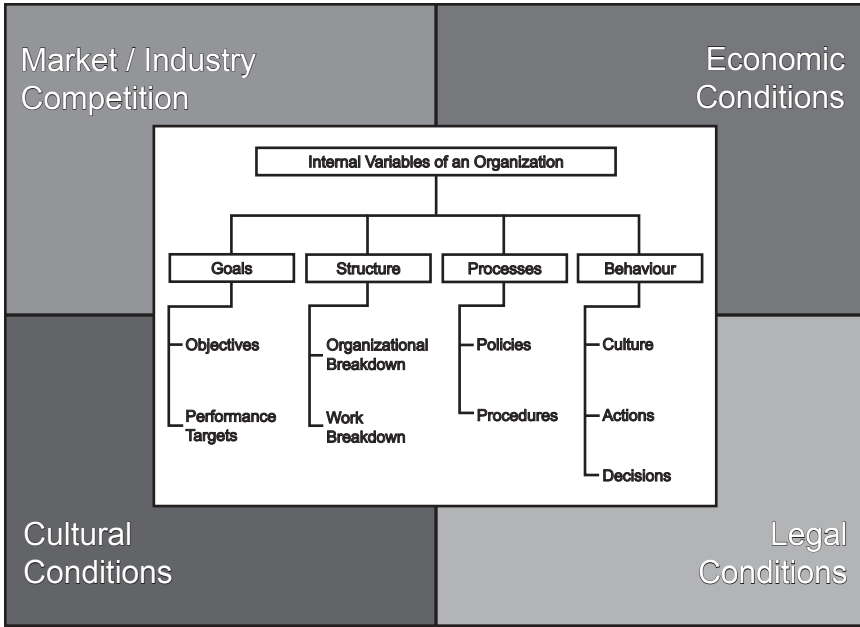 Market / Industry
Competition
Economic
Conditions
Internal Variables of an Organization
Goals
Structure
Processes
Behaviour
Objectives
Performance
Targets
Organizational
Breakdown
Work
Breakdown
Policies
Procedures
Culture
Actions
Decisions
Cultural
Conditions
Legal
Conditions